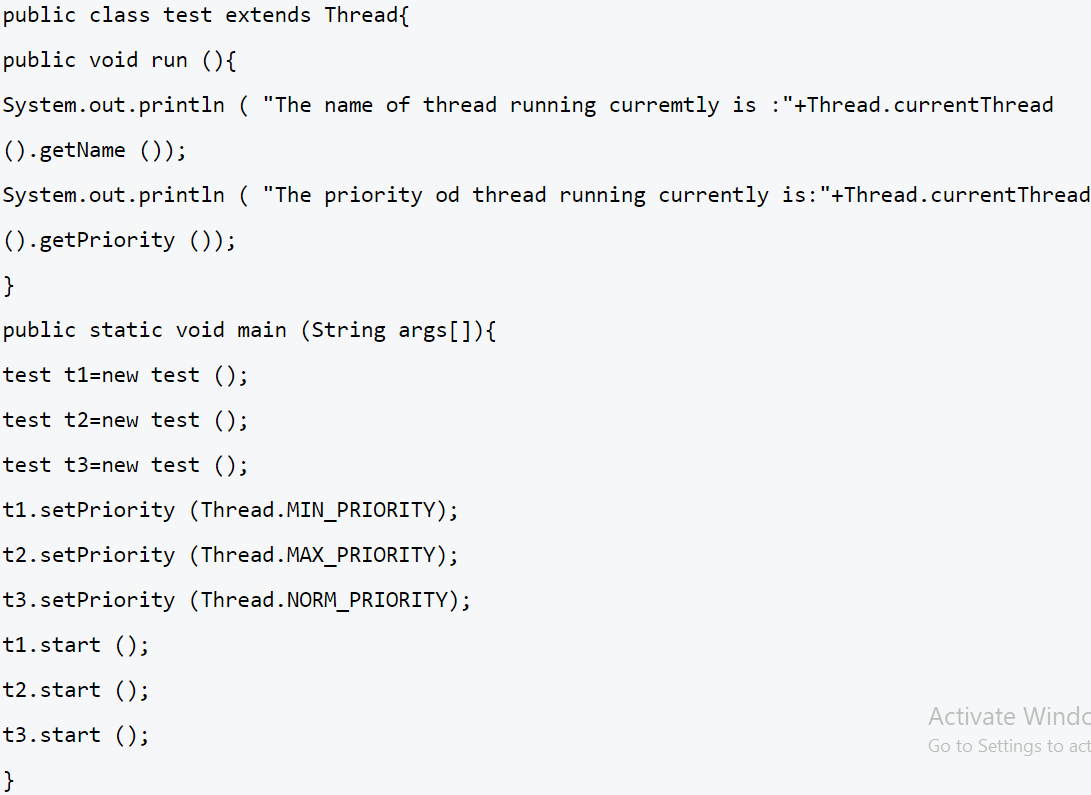 public class test extends Thread{
public void run (){
System.out.println ( "The name of thread running curremtly is :"+Thread.currentThread
().getName ());
System.out.println ( "The priority od thread running currently is:"+Thread.currentThread
().getPriority ());
}
public static void main (String args[]){
test t1=new test ();
test t2=new test ();
test t3=new test ();
t1.setPriority (Thread.MIN_PRIORITY);
t2.setPriority (Thread.MAX_PRIORITY);
t3.setPriority (Thread.NORM_PRIORITY);
t1.start ();
t2.start ();
t3.start ();
}
Activate
Go to Settings to